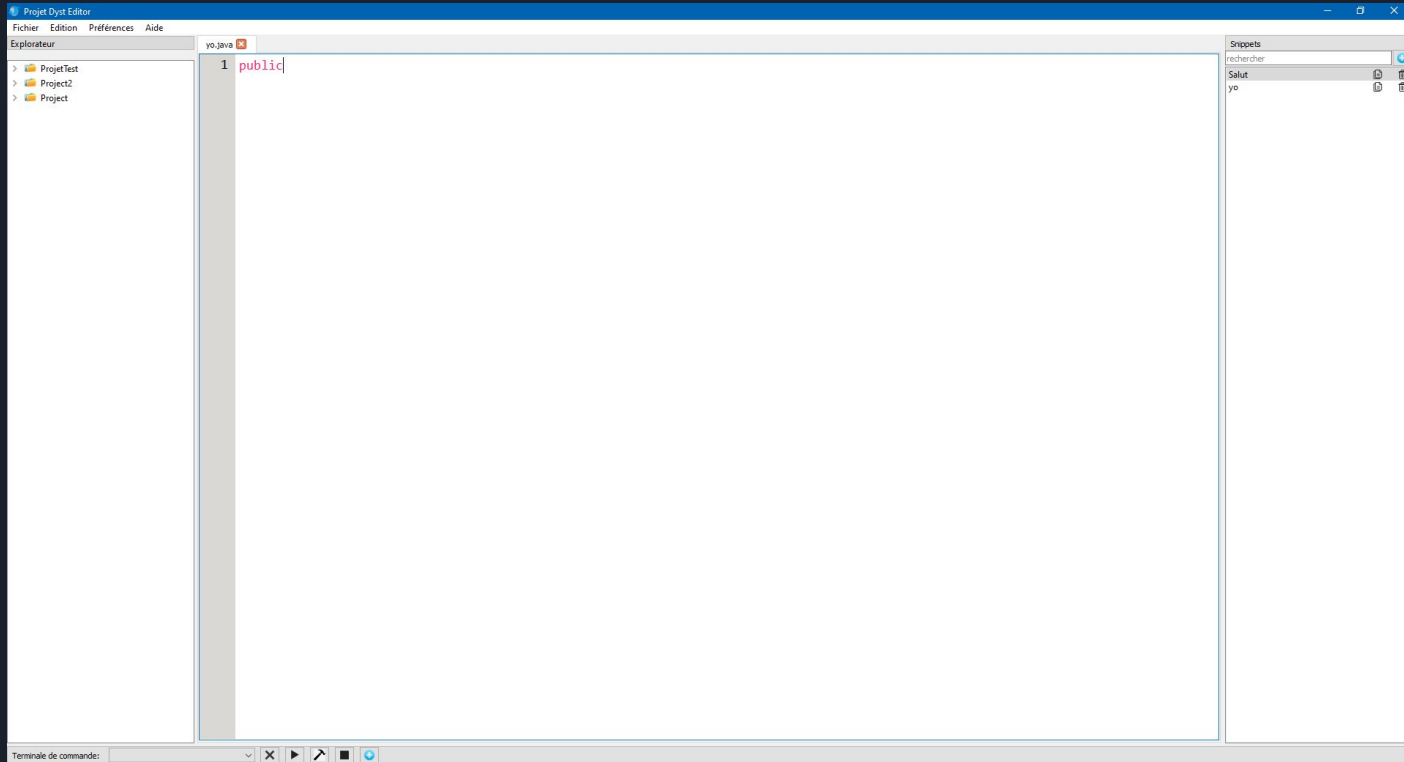 Projet Dyst Editor
Fichier Edition Préférences Aide
Explorateur
ProjetTest
Project2
Project
yo.java
1 public
Snippets
rechercher
Salut
yo
Terminale de commande: